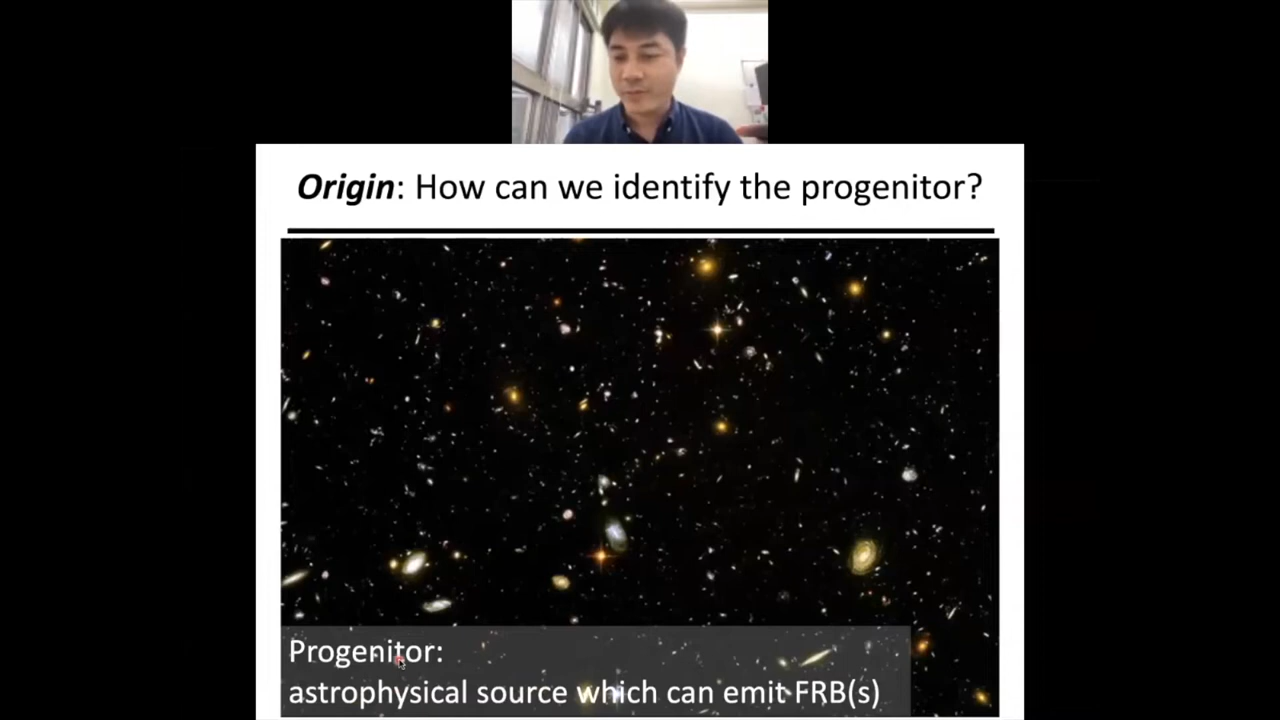 Origin: How can we identify the progenitor?
Progenitor:
astrophysical source which can emit FRB(s)